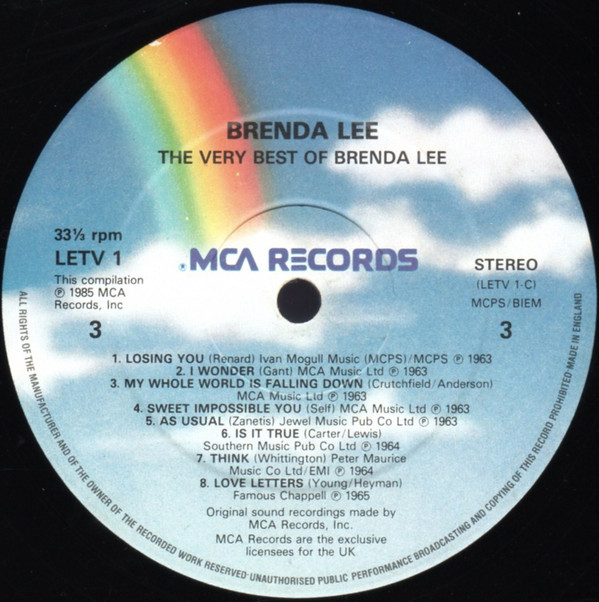 BRENDA LEE
THE VERY BEST OF BRENDA LEE
33⅓ rpm
LETV 1
This compilation
℗ 1985 MCA
Records, Inc
3
MCA RECORDS
STEREO
(LETV 1-C)
MCPS/BIEM
3
1. LOSING YOU (Renard) Ivan Mogull Music (MCPS)/MCPS ℗ 1963
2. I WONDER (Gant) MCA Music Ltd ℗ 1963
3. MY WHOLE WORLD IS FALLING DOWN (Crutchfield/Anderson)
MCA Music Ltd ℗ 1963
4. SWEET IMPOSSIBLE YOU (Self) MCA Music Ltd ℗ 1963
5. AS USUAL (Zanetis) Jewel Music Pub Co Ltd ℗ 1963
6. IS IT TRUE (Carter/Lewis)
Southern Music Pub Co Ltd ℗ 1964
7. THINK (Whittington) Peter Maurice
Music Co Ltd/EMI ℗ 1964
8. LOVE LETTERS (Young/Heyman)
Famous Chappell ℗ 1965
Original sound recordings made by
MCA Records, Inc.
MCA Records are the exclusive
licensees for the UK
ALL RIGHTS OF THE MANUFACTURER AND OF THE OWNER OF THE RECORDED WORK RESERVED·UNAUTHORISED PUBLIC PERFORMANCE BROADCASTING AND COPYING OF THIS RECORD PROHIBITED MADE IN ENGLAND